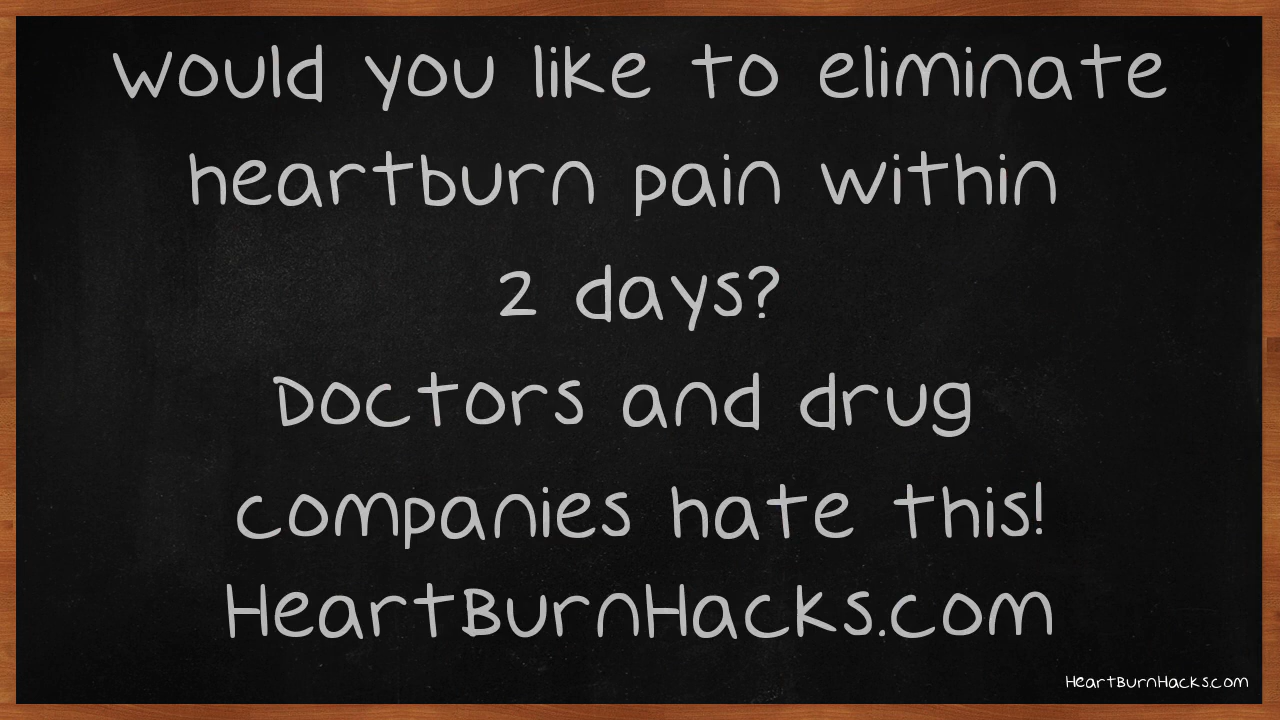 Would you like to eliminate
heartburn pain within
2 days?
Doctors and drug
companies hate this!
HeartBurnHacks.com
HeartBurnHacks.com